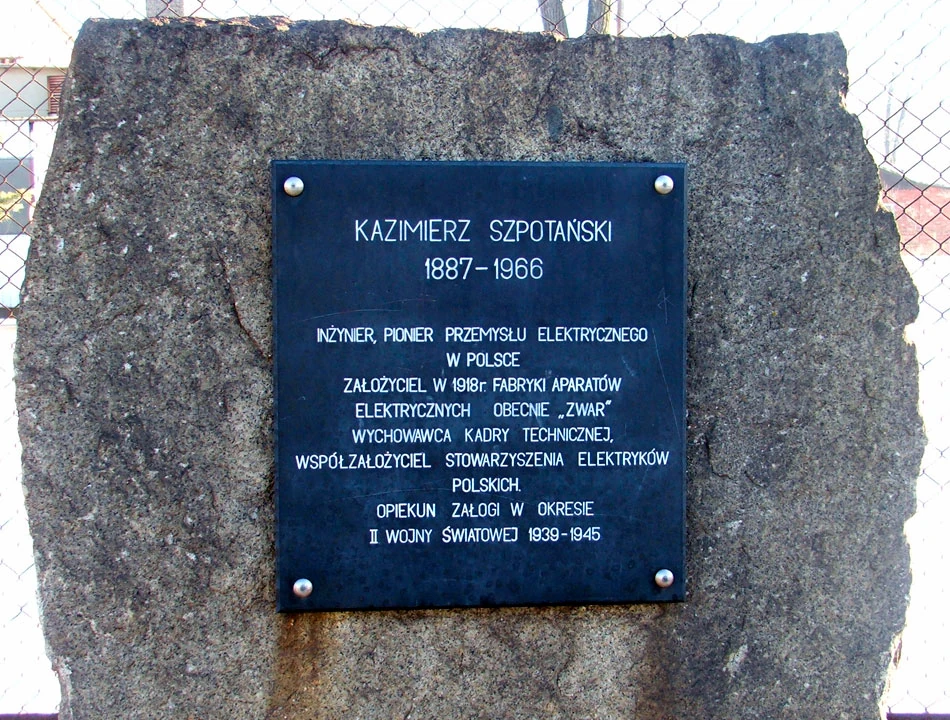 KAZIMIERZ SZPOTAŃSKI
1887-1966
INŻYNIER, PIONIER PRZEMYSŁU ELEKTRYCZNEGO
W POLSCE
ZAŁOŻYCIEL W 1918r. FABRYKI APARATÓW
ELEKTRYCZNYCH OBECNIE „ZWAR"
WYCHOWAWCA KADRY TECHNICZNEJ,
WSPÓŁZAŁOŻYCIEL STOWARZYSZENIA ELEKTRYKÓW
POLSKICH.
OPIEKUN ZAŁOGI W OKRESIE
II WOJNY ŚWIATOWEJ 1939-1945